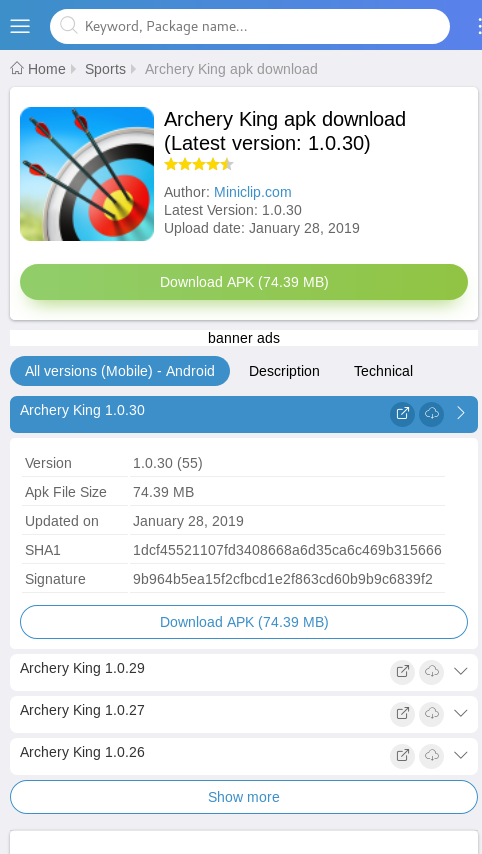 Keyword, Package name...
Home Sports Archery King apk download
Archery King apk download
(Latest version: 1.0.30)
Author: Miniclip.com
Latest Version: 1.0.30
Upload date: January 28, 2019
Download APK (74.39 MB)
banner ads
All versions (Mobile) - Android Description Technical
Archery King 1.0.30
Version 1.0.30 (55)
Apk File Size 74.39 MB
Updated on January 28, 2019
SHA1 1dcf45521107fd3408668a6d35ca6c469b315666
Signature 9b964b5ea15f2cfbcd1e2f863cd60b9b9c6839f2
Download APK (74.39 MB)
Archery King 1.0.29
Archery King 1.0.27
Archery King 1.0.26
Show more